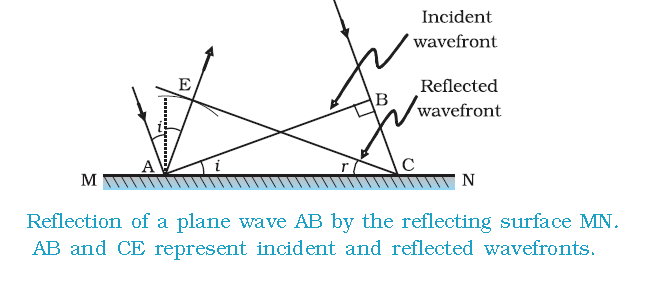 Incident
wavefront
E
Reflected
wavefront
B
i
A
i
r
C
M
N
Reflection of a plane wave AB by the reflecting surface MN.
AB and CE represent incident and reflected wavefronts.